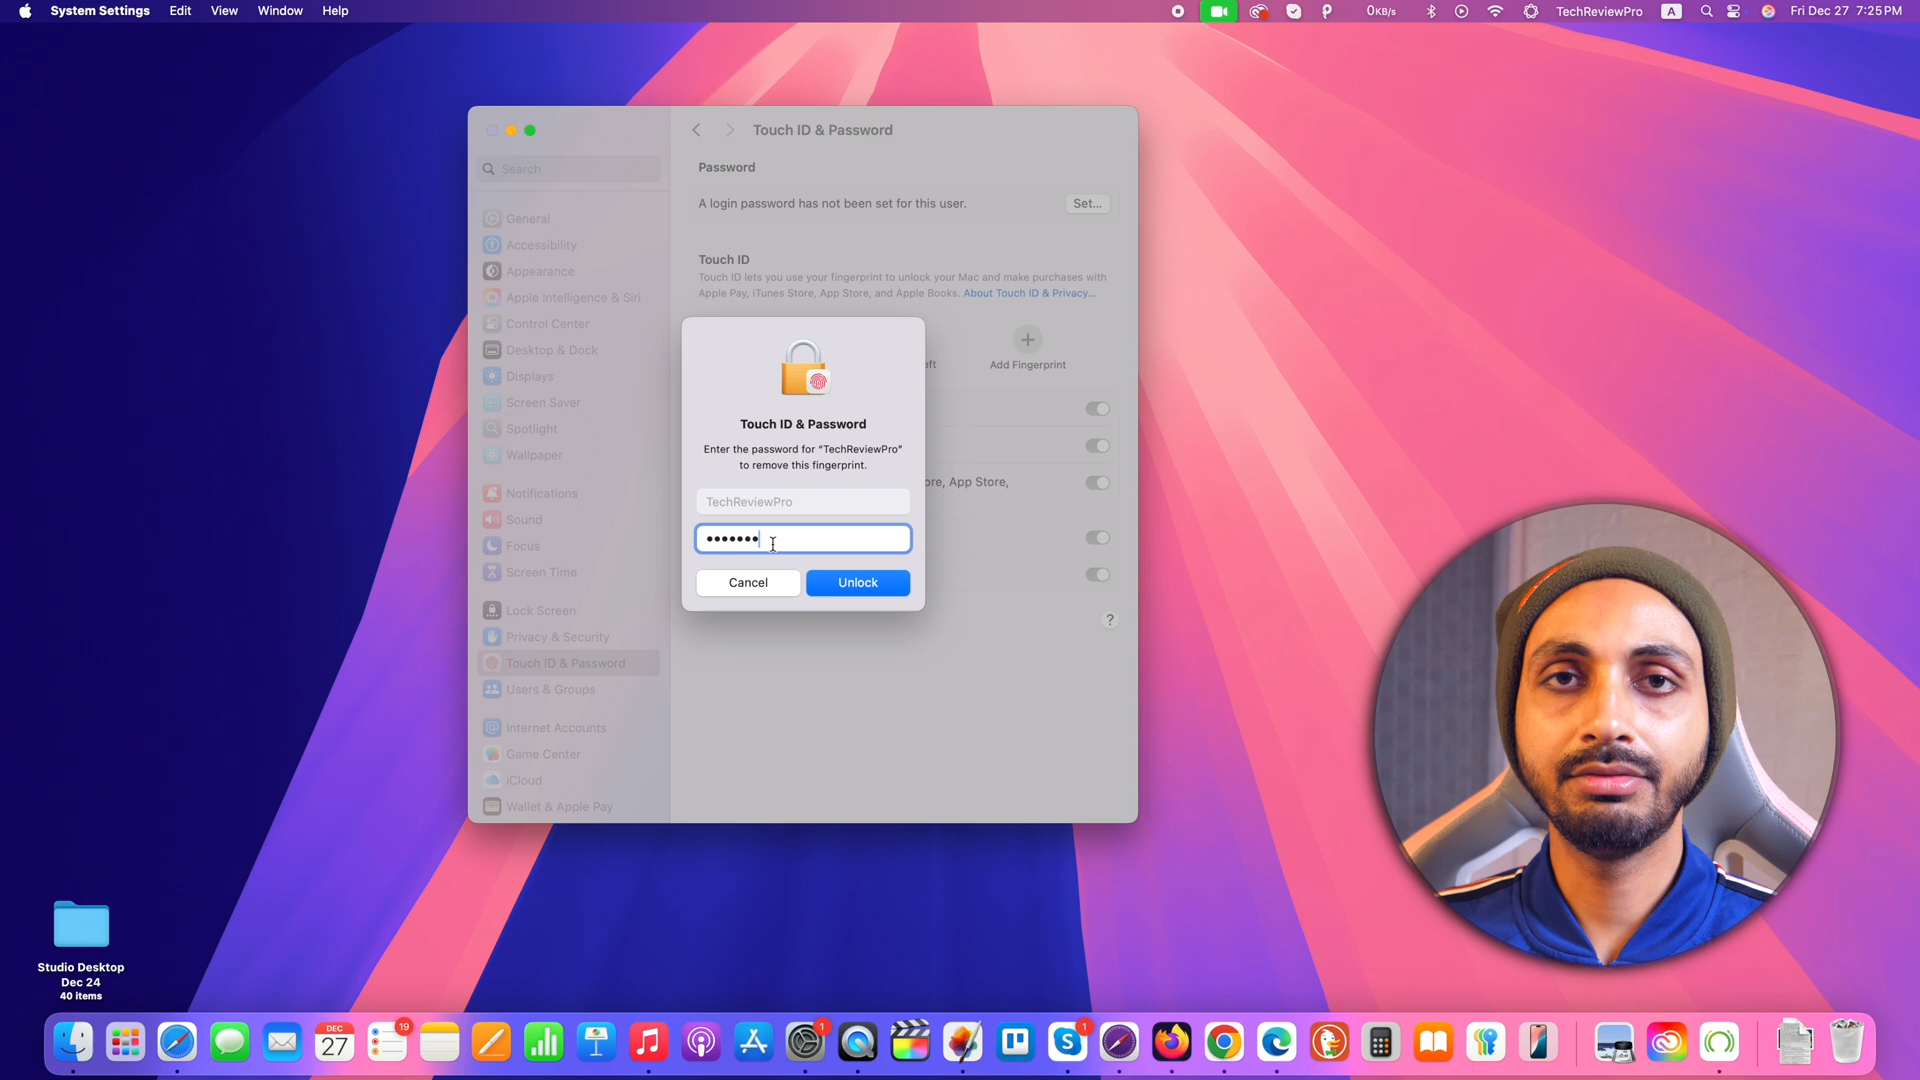 System Settings Edit View Window Help
0KB/s TechReviewPro A Fri Dec 27 7:25PM
Search
General
Accessibility
Appearance
Apple Intelligence & Siri
Control Center
Desktop & Dock
Displays
Screen Saver
Spotlight
Wallpaper
Notifications
Sound
Focus
Screen Time
Lock Screen
Privacy & Security
Touch ID & Password
Users & Groups
Internet Accounts
Game Center
iCloud
Wallet & Apple Pay
Touch ID & Password
Password
A login password has not been set for this user.
Set...
Touch ID
Touch ID lets you use your fingerprint to unlock your Mac and make purchases with
Apple Pay, iTunes Store, App Store, and Apple Books. About Touch ID & Privacy...
Add Fingerprint
App Store,
?
Touch ID & Password
Enter the password for “TechReviewPro”
to remove this fingerprint.
TechReviewPro
•••••••
Cancel
Unlock
Studio Desktop
Dec 24
40 items
DEC
27
19
1
1